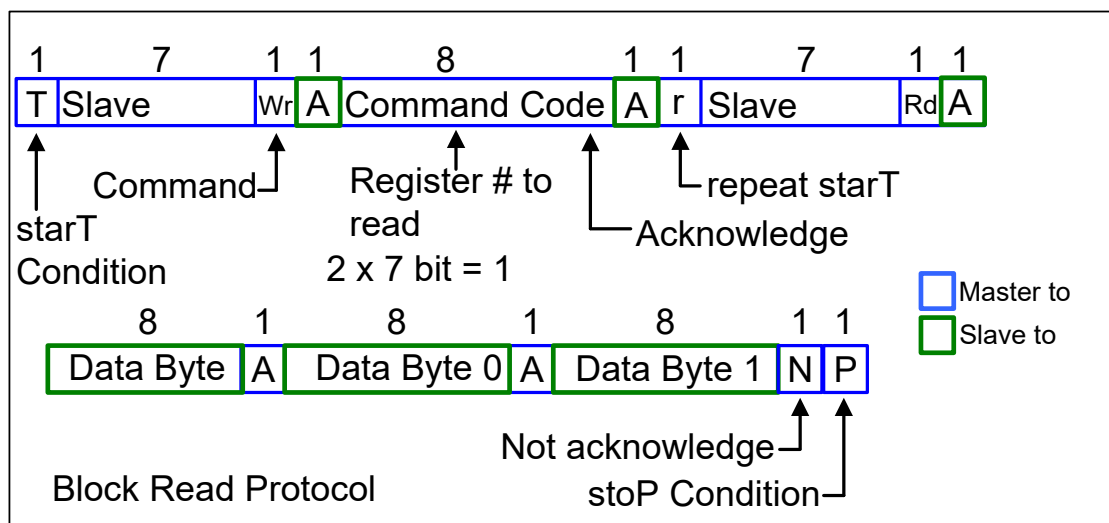 1 7 1 1 8 1 1 7 1 1
T Slave Wr A Command Code A r Slave Rd A
Command
Register # to
read
repeat starT
starT
Condition
Acknowledge
2 x 7 bit = 1
Master to
Slave to
8 1 8 1 8 1 1
Data Byte A Data Byte 0 A Data Byte 1 N P
Not acknowledge
stoP Condition
Block Read Protocol